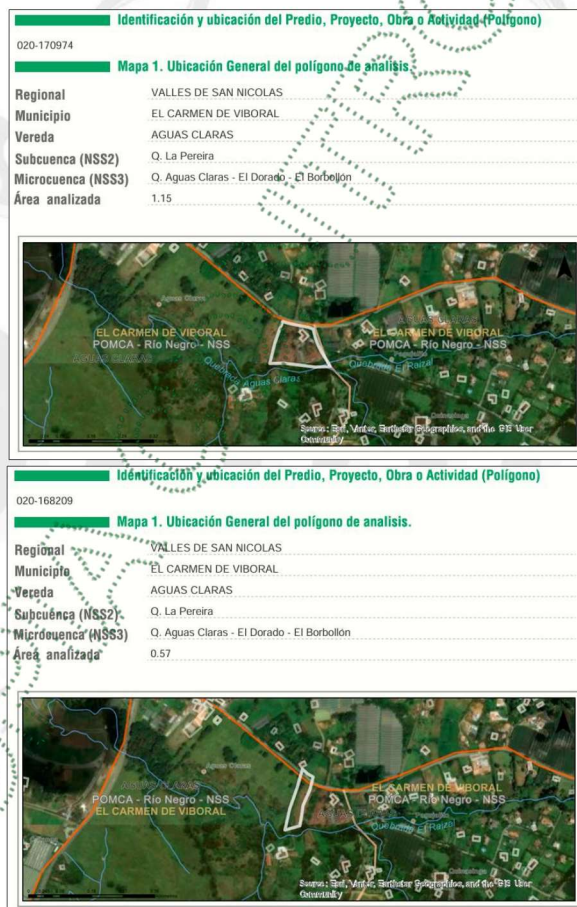 Identificación y ubicación del Predio, Proyecto, Obra o Actividad (Polígono)
020-170974
Mapa 1. Ubicación General del polígono de analisis.
Regional VALLES DE SAN NICOLAS
Municipio EL CARMEN DE VIBORAL
Vereda AGUAS CLARAS
Subcuenca (NSS2) Q. La Pereira
Microcuenca (NSS3) Q. Aguas Claras - El Dorado - El Borbollón
Área analizada 1.15
Aguas Claras
EL CARMEN DE VIBORAL
POMCA - Río Negro - NSS
AGUAS CLARAS
EL CARMEN DE VIBORAL
POMCA - Río Negro - NSS
Quebrada El Raizal
Quebrada Aguas Claras
Source: Esri, Vantor, Earthstar Geographics, and the GIS User
Community
Identificación y ubicación del Predio, Proyecto, Obra o Actividad (Polígono)
020-168209
Mapa 1. Ubicación General del polígono de analisis.
Regional VALLES DE SAN NICOLAS
Municipio EL CARMEN DE VIBORAL
Vereda AGUAS CLARAS
Subcuenca (NSS2) Q. La Pereira
Microcuenca (NSS3) Q. Aguas Claras - El Dorado - El Borbollón
Área analizada 0.57
Aguas Claras
POMCA - Río Negro - NSS
EL CARMEN DE VIBORAL
EL CARMEN DE VIBORAL
POMCA - Río Negro - NSS
Quebrada El Raizal
Source: Esri, Vantor, Earthstar Geographics, and the GIS User
Community